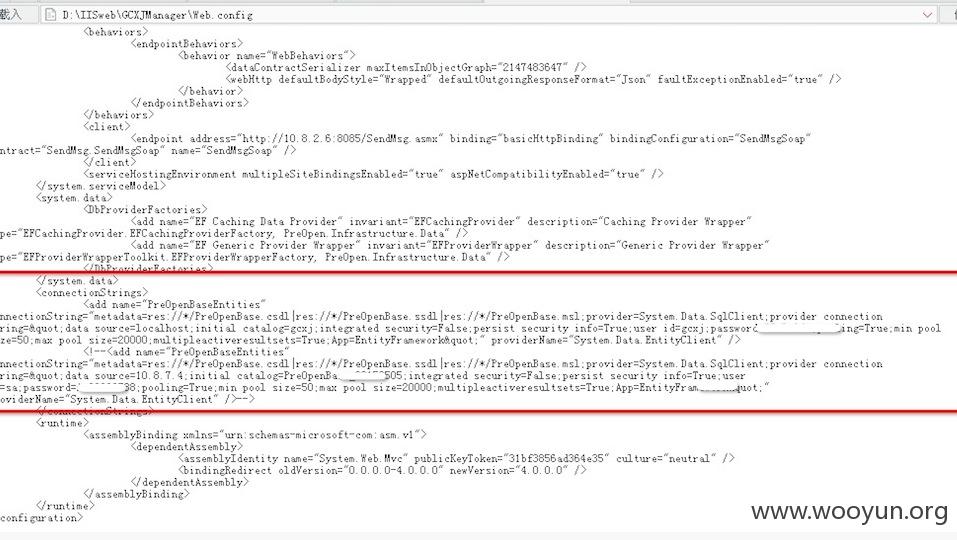 载入
D:\IISweb\GCXJManager\Web.config
<behaviors>
<endpointBehaviors>
<behavior name="WebBehaviors">
<dataContractSerializer maxItemsInObjectGraph="2147483647" />
<webHttp defaultBodyStyle="Wrapped" defaultOutgoingResponseFormat="Json" faultExceptionEnabled="true" />
</behavior>
</endpointBehaviors>
</behaviors>
<client>
<endpoint address="http://10.8.2.6:8085/SendMsg.asmx" binding="basicHttpBinding" bindingConfiguration="SendMsgSoap"
ntract="SendMsg.SendMsgSoap" name="SendMsgSoap" />
</client>
<serviceHostingEnvironment multipleSiteBindingsEnabled="true" aspNetCompatibilityEnabled="true" />
</system.serviceModel>
<system.data>
<DbProviderFactories>
<add name="EF Caching Data Provider" invariant="EFCachingProvider" description="Caching Provider Wrapper"
pe="EFCachingProvider.EFCachingProviderFactory, PreOpen.Infrastructure.Data" />
<add name="EF Generic Provider Wrapper" invariant="EFProviderWrapper" description="Generic Provider Wrapper"
pe="EFProviderWrapperToolkit.EFProviderWrapperFactory, PreOpen.Infrastructure.Data" />
</DbProviderFactories>
</system.data>
<connectionStrings>
<add name="PreOpenBaseEntities"
nnectionString="metadata=res://*/PreOpenBase.csdl|res://*/PreOpenBase.ssdl|res://*/PreOpenBase.msl;provider=System.Data.SqlClient;provider connection
ring=&quot;data source=localhost;initial catalog=gcxj;integrated security=False;persist security info=True;user id=gcxj;password ing=True;min pool
ze=50;max pool size=20000;multipleactiveresultsets=True;App=EntityFramework&quot;" providerName="System.Data.EntityClient" />
<!--<add name="PreOpenBaseEntities"
nnectionString="metadata=res://*/PreOpenBase.csdl|res://*/PreOpenBase.ssdl|res://*/PreOpenBase.msl;provider=System.Data.SqlClient;provider connection
ring=&quot;data source=10.8.7.4;initial catalog=PreOpenBa 505;integrated security=False;persist security info=True;user
=sa;password= 38;pooling=True;min pool size=50;max pool size=20000;multipleactiveresultsets=True;App=EntityFram quot;"
oviderName="System.Data.EntityClient" />-->
</connectionStrings>
<runtime>
<assemblyBinding xmlns="urn:schemas-microsoft-com:asm.v1">
<dependentAssembly>
<assemblyIdentity name="System.Web.Mvc" publicKeyToken="31bf3856ad364e35" culture="neutral" />
<bindingRedirect oldVersion="0.0.0.0-4.0.0.0" newVersion="4.0.0.0" />
</dependentAssembly>
</assemblyBinding>
</runtime>
configuration>
www.wooyun.org